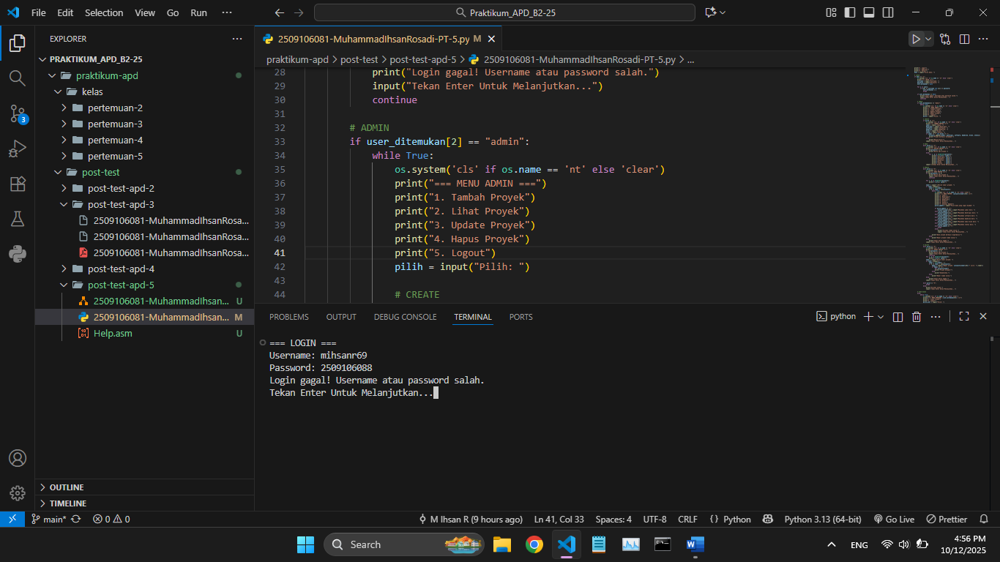 File Edit Selection View Go Run ...
Praktikum_APD_B2-25
EXPLORER
PRAKTIKUM_APD_B2-25
praktikum-apd
kelas
pertemuan-2
pertemuan-3
pertemuan-4
pertemuan-5
post-test
post-test-apd-2
post-test-apd-3
2509106081-MuhammadIhsanRosa...
2509106081-MuhammadIhsanRosa...
2509106081-MuhammadIhsanRosa...
post-test-apd-4
post-test-apd-5
2509106081-MuhammadIhsan... U
2509106081-MuhammadIhsan... M
Help.asm U
OUTLINE
TIMELINE
3
2509106081-MuhammadIhsanRosadi-PT-5.py M
praktikum-apd > post-test > post-test-apd-5 > 2509106081-MuhammadIhsanRosadi-PT-5.py > ...
28 print("Login gagal! Username atau password salah.")
29 input("Tekan Enter Untuk Melanjutkan...")
30 continue
31
32 # ADMIN
33 if user_ditemukan[2] == "admin":
34 while True:
35 os.system('cls' if os.name == 'nt' else 'clear')
36 print("=== MENU ADMIN ===")
37 print("1. Tambah Proyek")
38 print("2. Lihat Proyek")
39 print("3. Update Proyek")
40 print("4. Hapus Proyek")
41 print("5. Logout")
42 pilih = input("Pilih: ")
43
44 # CREATE
PROBLEMS OUTPUT DEBUG CONSOLE TERMINAL PORTS
python
=== LOGIN ===
Username: mihsanr69
Password: 2509106088
Login gagal! Username atau password salah.
Tekan Enter Untuk Melanjutkan...
main* 0 0 M Ihsan R (9 hours ago) Ln 41, Col 33 Spaces: 4 UTF-8 CRLF Python Python 3.13 (64-bit) Go Live Prettier
Search
ENG
4:56 PM
10/12/2025